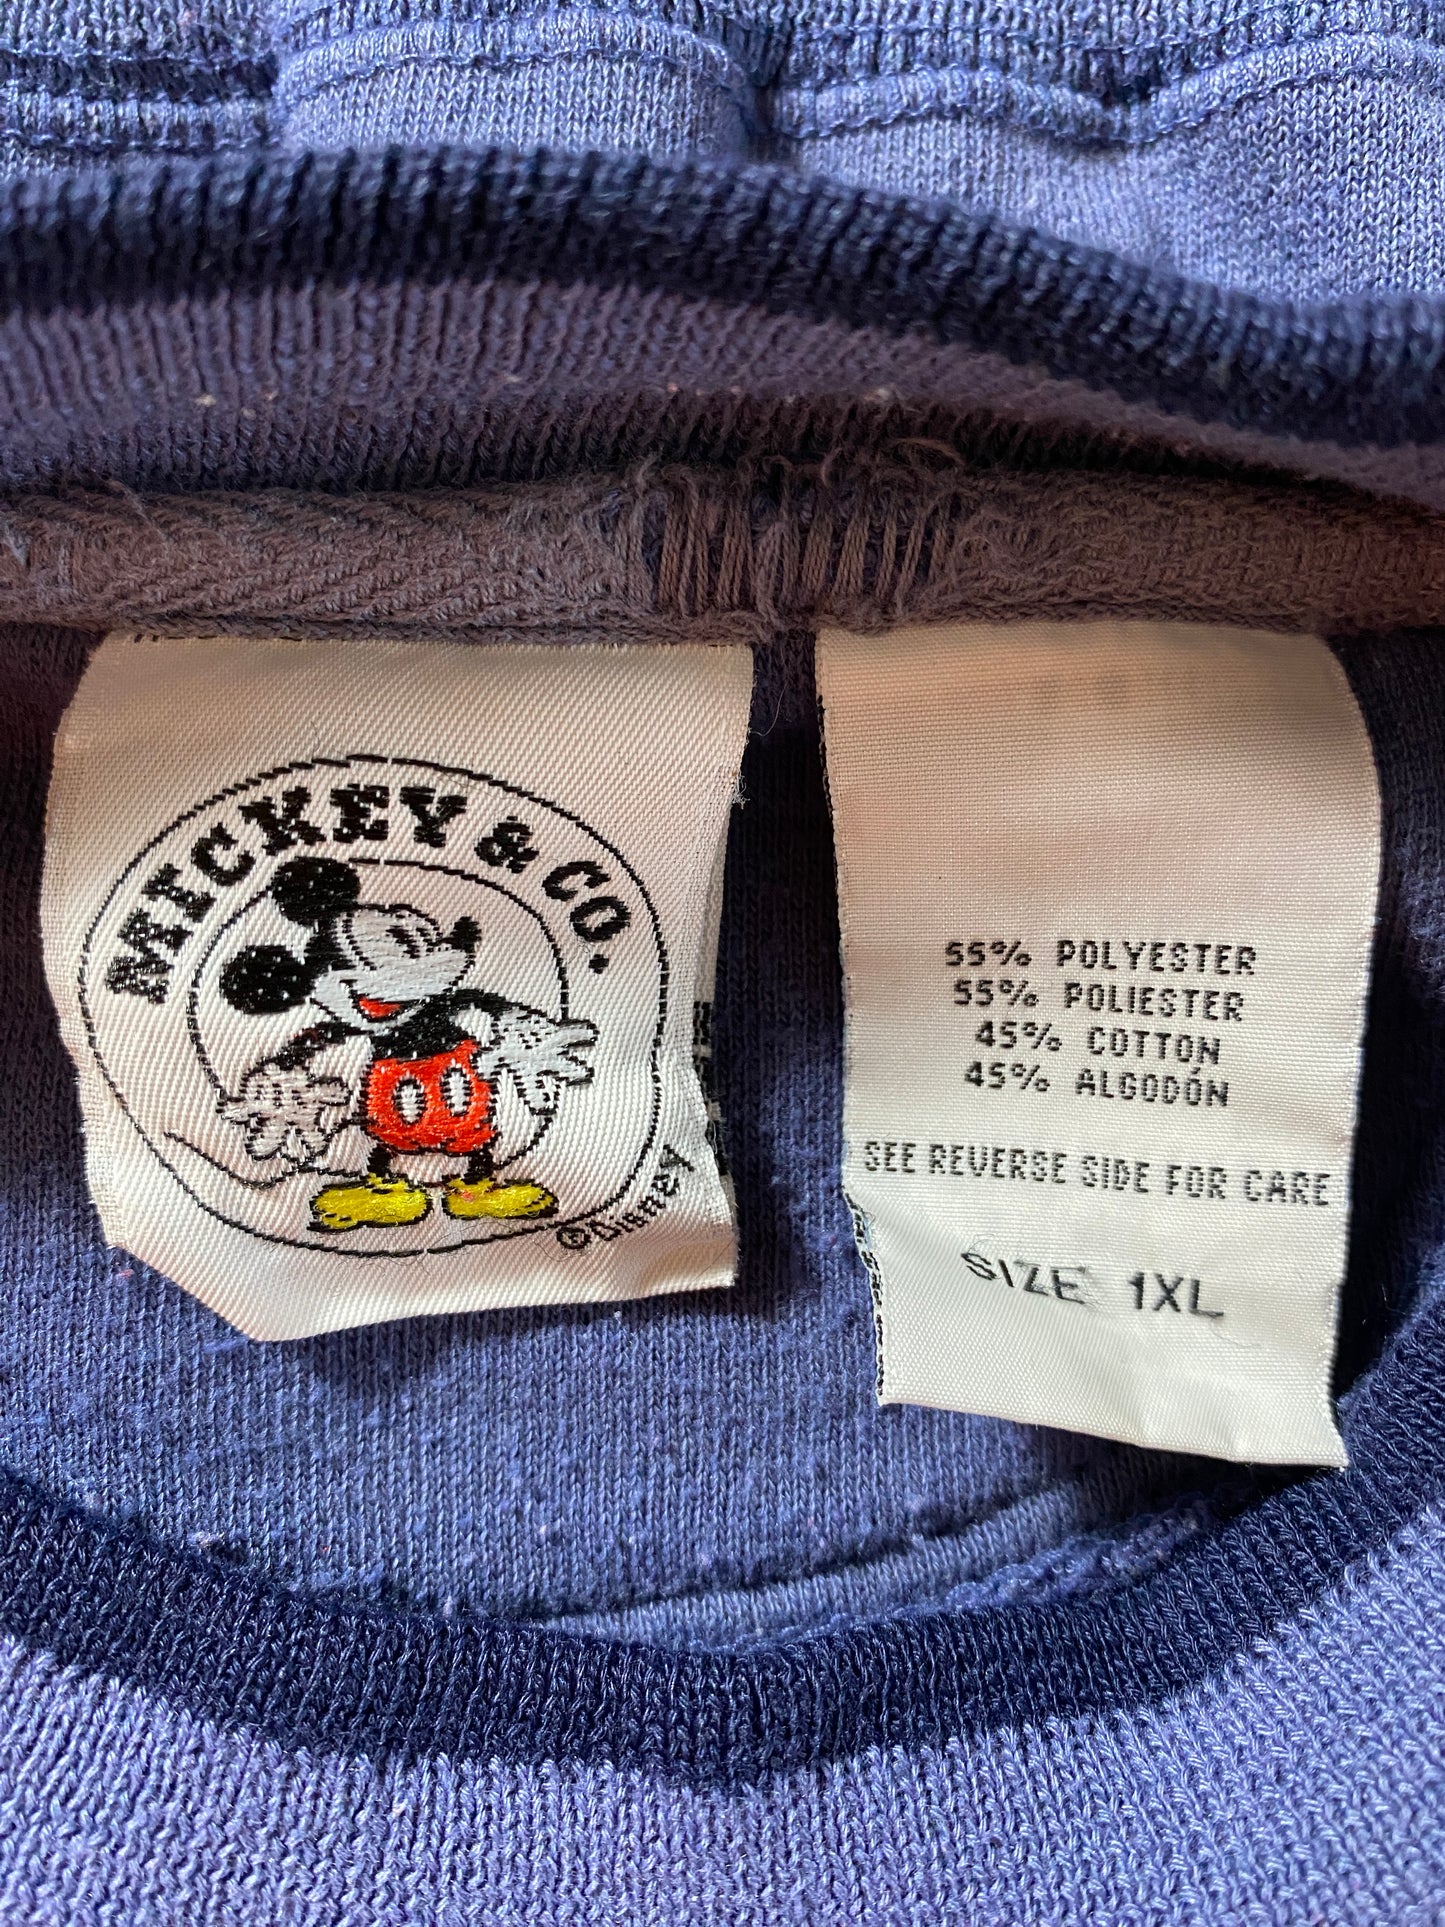 MICKEY & CO.
©Disney
55% POLYESTER
55% POLIESTER
45% COTTON
45% ALGODÓN
SEE REVERSE SIDE FOR CARE
SIZE 1XL